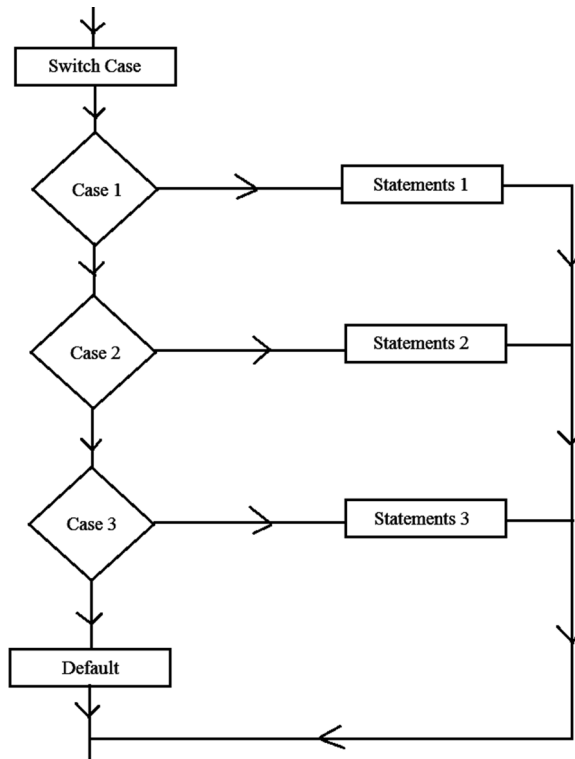 Switch Case
Case 1
Statements 1
Case 2
Statements 2
Case 3
Statements 3
Default